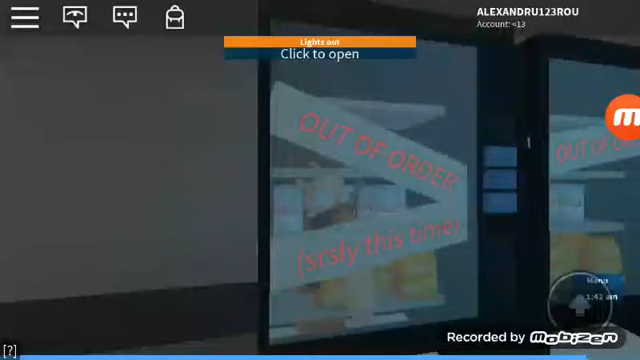 ALEXANDRU123ROU
Account: <13
Lights out
Click to open
OUT OF ORDER
(srsly this time)
OUT OF OR
Menu
1:42 am
[?]
Recorded by mobizen